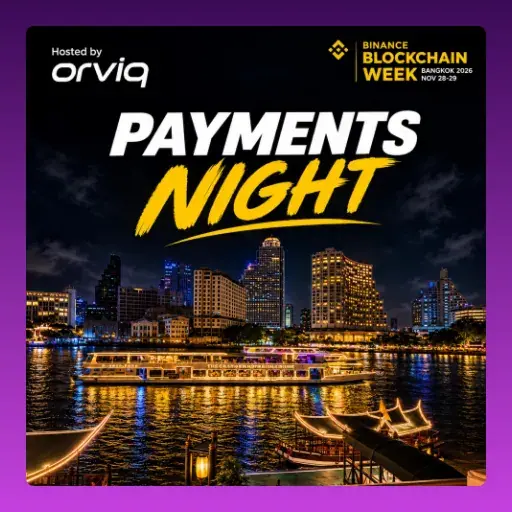 Hosted by
orviq
BINANCE
BLOCKCHAIN
WEEK BANGKOK 2026
NOV 28-29
PAYMENTS
NIGHT